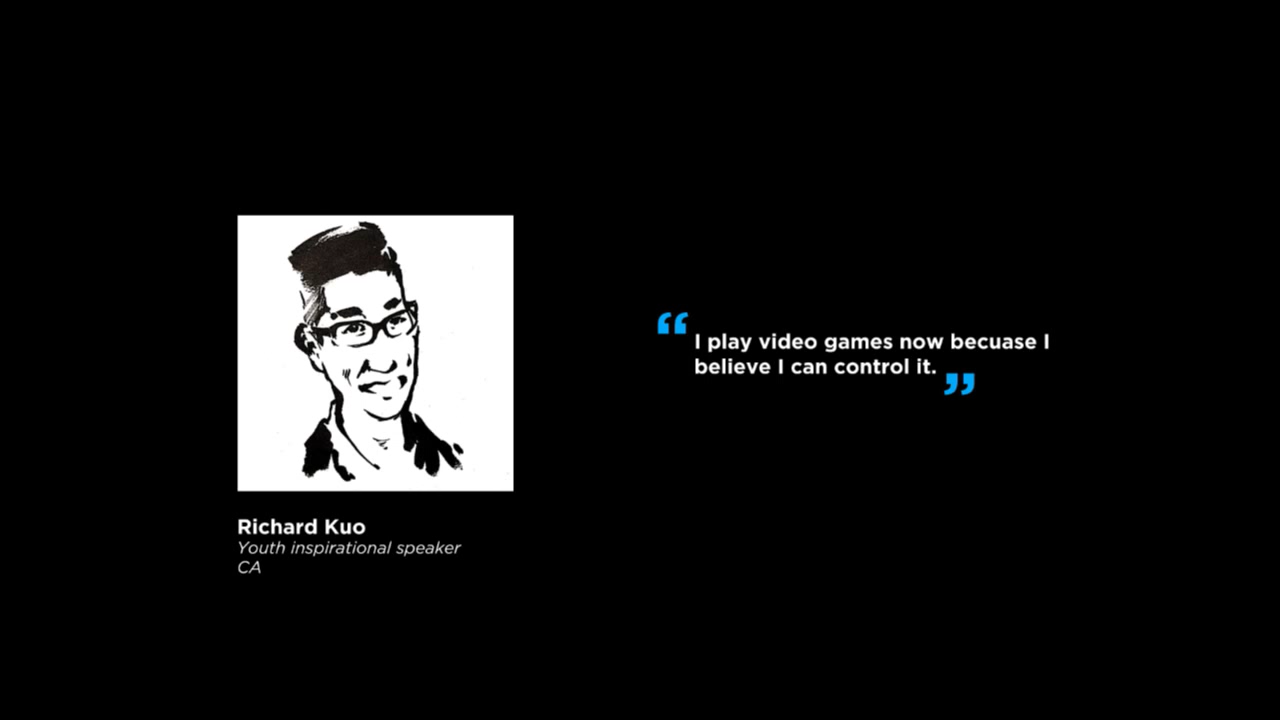 “ I play video games now becuase I
believe I can control it. ”
Richard Kuo
Youth inspirational speaker
CA